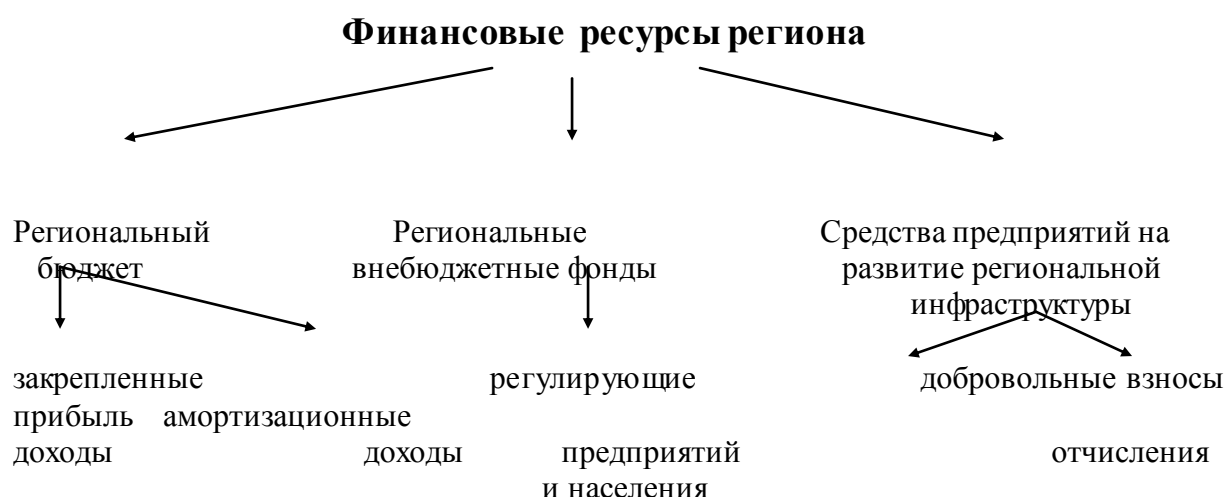 Финансовые ресурсы региона
Региональный Региональные Средства предприятий на
бюджет внебюджетные фонды развитие региональной
инфраструктуры
закрепленные регулирующие добровольные взносы
прибыль амортизационные
доходы доходы предприятий отчисления
и населения